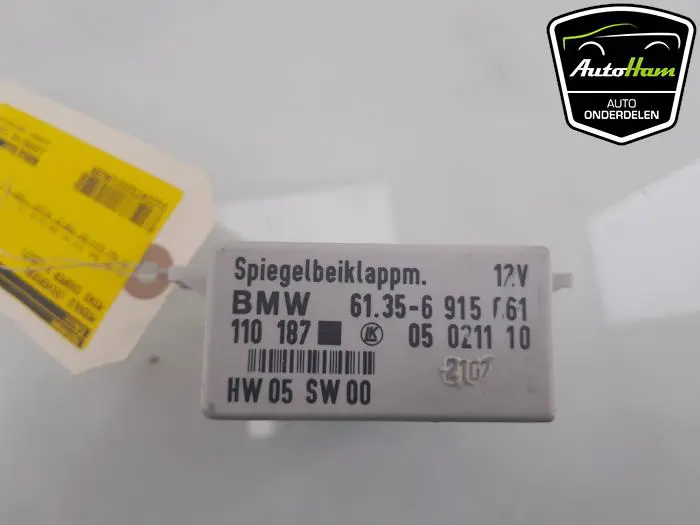 AutoHam
AUTO
ONDERDELEN
Spiegelbeiklappm. 12V
BMW 61.35-6 915 061
110 187 LK 05 0211 10
2107
HW 05 SW 00